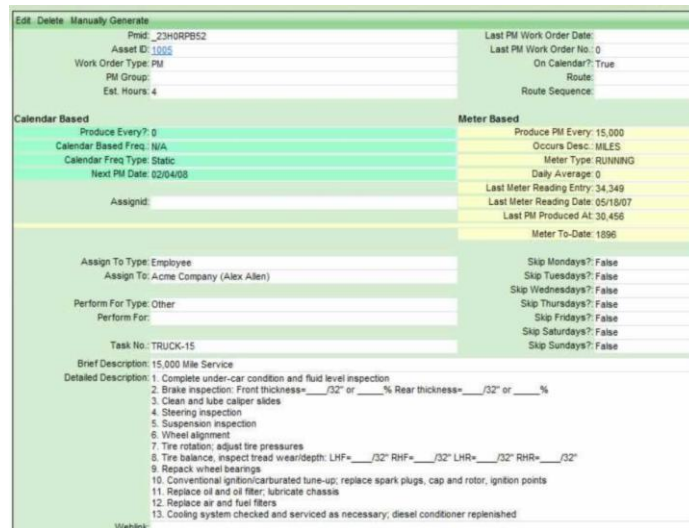 Edit Delete Manually Generate
Pmid: _23H0RPB52
Last PM Work Order Date:
Asset ID: 1005
Last PM Work Order No.: 0
Work Order Type: PM
On Calendar?: True
PM Group:
Route:
Est. Hours: 4
Route Sequence:
Calendar Based
Meter Based
Produce Every?: 0
Produce PM Every: 15,000
Calendar Based Freq.: N/A
Occurs Desc.: MILES
Calendar Freq Type: Static
Meter Type: RUNNING
Next PM Date: 02/04/08
Daily Average: 0
Last Meter Reading Entry: 34,349
Assignid:
Last Meter Reading Date: 05/18/07
Last PM Produced At: 30,456
Meter To-Date: 1896
Assign To Type: Employee
Skip Mondays?: False
Assign To: Acme Company (Alex Allen)
Skip Tuesdays?: False
Skip Wednesdays?: False
Perform For Type: Other
Skip Thursdays?: False
Perform For:
Skip Fridays?: False
Skip Saturdays?: False
Task No.: TRUCK-15
Skip Sundays?: False
Brief Description: 15,000 Mile Service
Detailed Description: 1. Complete under-car condition and fluid level inspection
2. Brake inspection: Front thickness=____/32" or _____% Rear thickness=____/32" or _____%
3. Clean and lube caliper slides
4. Steering inspection
5. Suspension inspection
6. Wheel alignment
7. Tire rotation; adjust tire pressures
8. Tire balance, inspect tread wear/depth: LHF=____/32" RHF=____/32" LHR=____/32" RHR=____/32"
9. Repack wheel bearings
10. Conventional ignition/carburated tune-up; replace spark plugs, cap and rotor, ignition points
11. Replace oil and oil filter; lubricate chassis
12. Replace air and fuel filters
13. Cooling system checked and serviced as necessary; diesel conditioner replenished
Weblink: